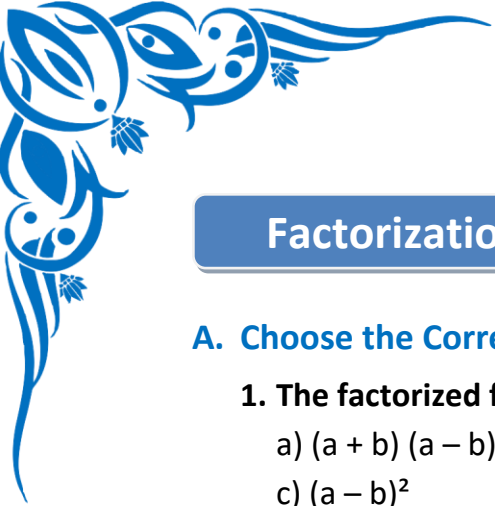 Factorizatio
A. Choose the Corre
1. The factorized f
a) (a + b) (a – b)
c) (a – b)²